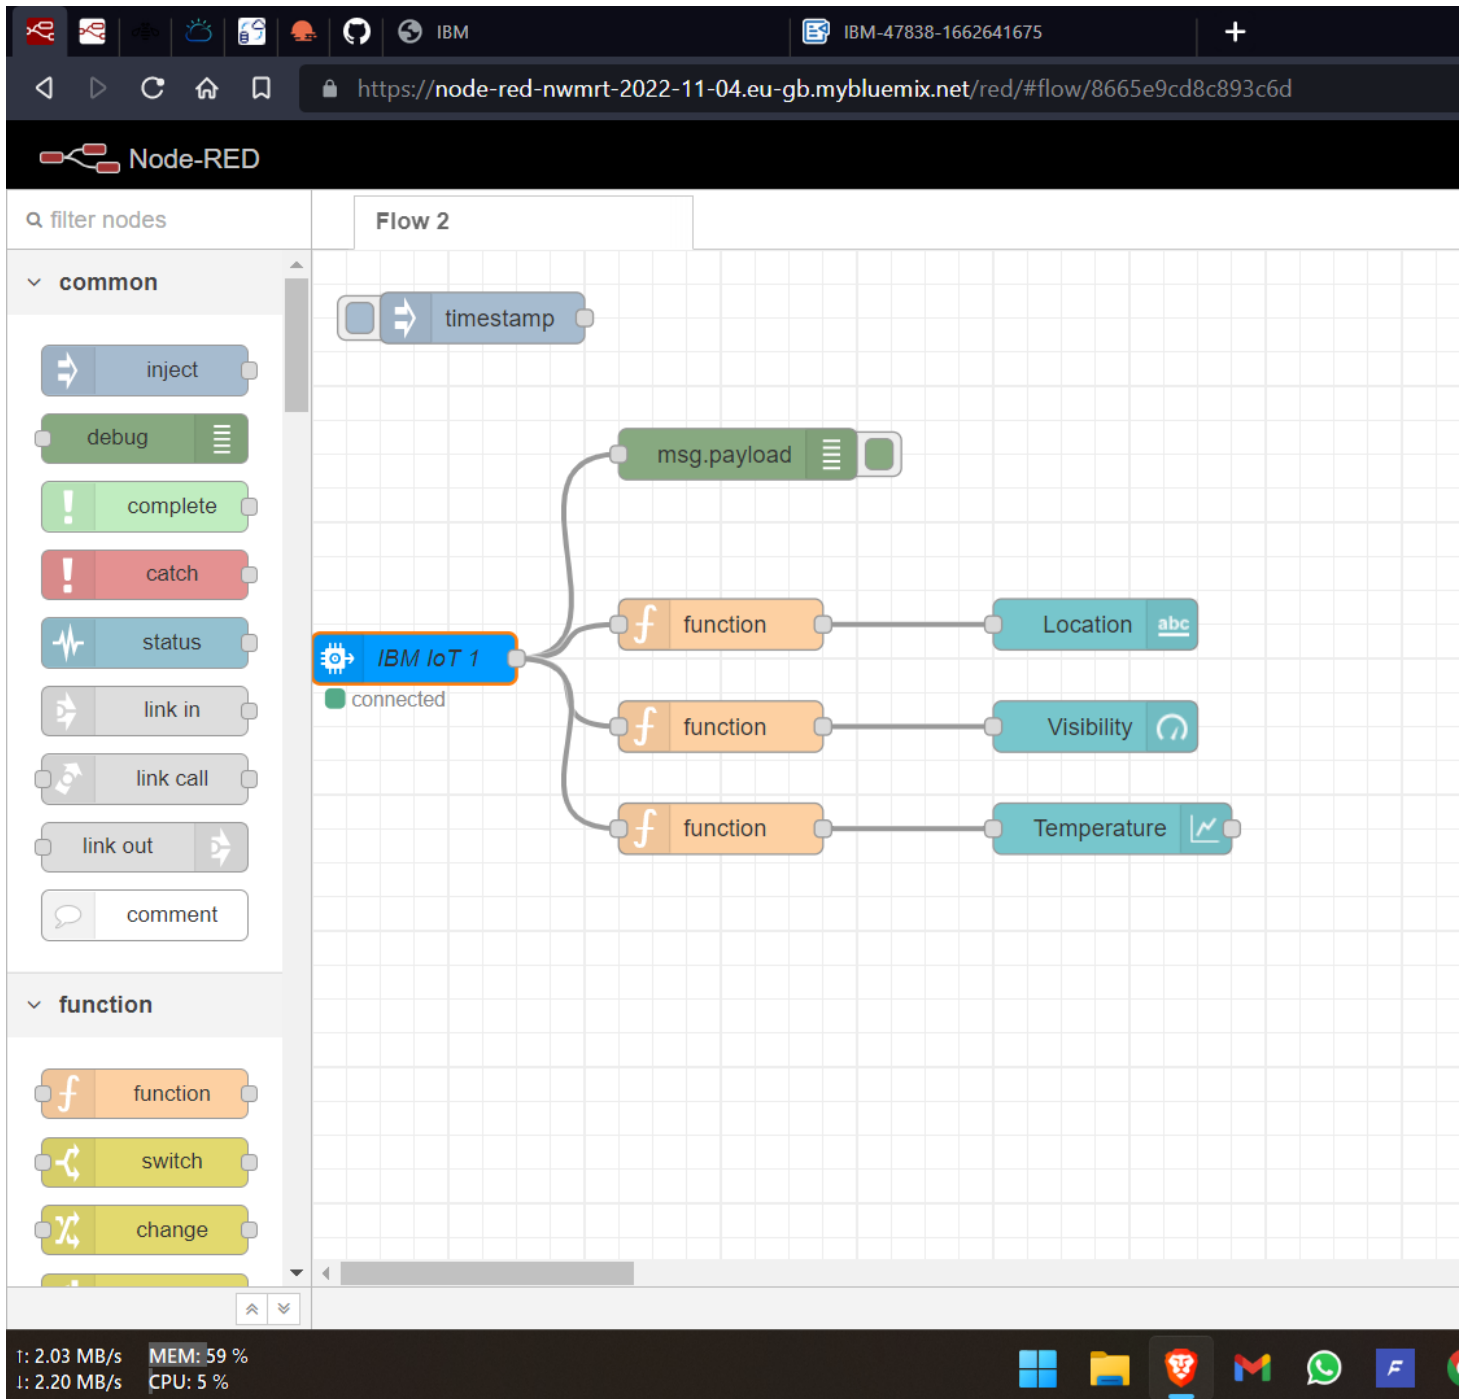 IBM
IBM-47838-1662641675
https://node-red-nwmrt-2022-11-04.eu-gb.mybluemix.net/red/#flow/8665e9cd8c893c6d
Node-RED
filter nodes
Flow 2
common
inject
debug
complete
catch
status
link in
link call
link out
comment
function
function
switch
change
timestamp
msg.payload
IBM IoT 1
connected
function
Location
abc
function
Visibility
function
Temperature
↑: 2.03 MB/s MEM: 59 %
↓: 2.20 MB/s CPU: 5 %
F